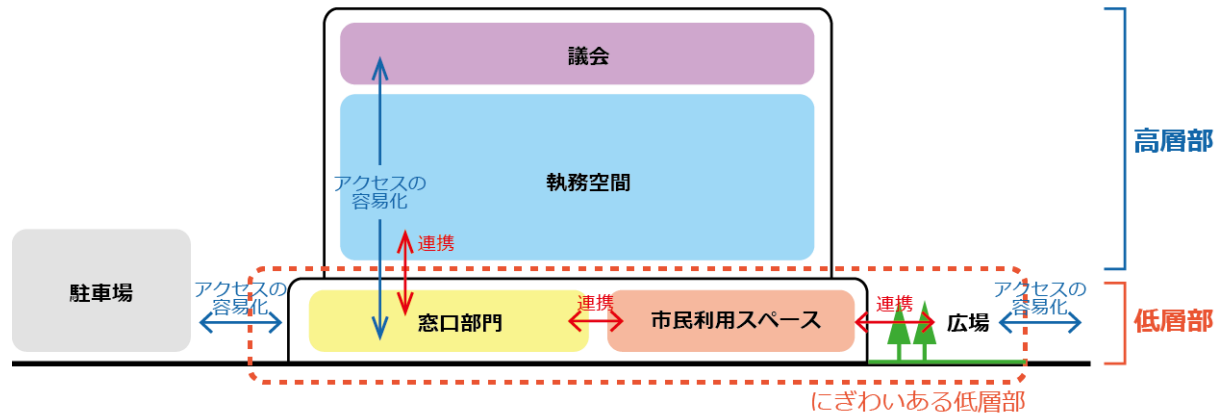 議会
高層部
執務空間
アクセスの
容易化
連携
駐車場
アクセスの
容易化
窓口部門
連携
市民利用スペース
連携
広場
アクセスの
容易化
低層部
にぎわいある低層部